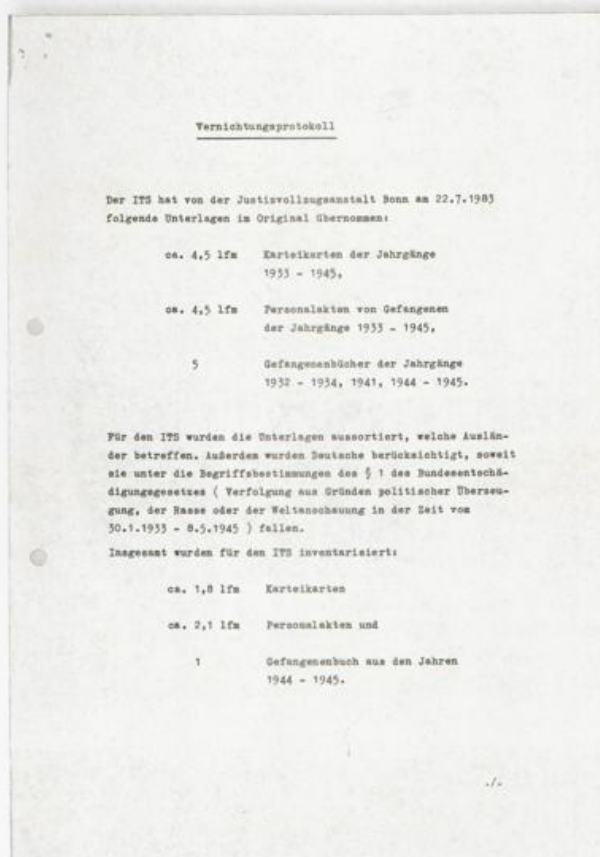 Vernichtungsprotokoll
Der ITS hat von der Justizvollzugsanstalt Bonn am 22.7.1983
folgende Unterlagen im Original übernommen:
ca. 4,5 lfm Karteikarten der Jahrgänge
1933 - 1945,
ca. 4,5 lfm Personalakten von Gefangenen
der Jahrgänge 1933 - 1945,
5 Gefangenenbücher der Jahrgänge
1932 - 1934, 1941, 1944 - 1945.
Für den ITS wurden die Unterlagen aussortiert, welche Auslän-
der betreffen. Außerdem wurden Deutsche berücksichtigt, soweit
sie unter die Begriffsbestimmungen des § 1 des Bundesentschä-
digungsgesetzes ( Verfolgung aus Gründen politischer Überzeu-
gung, der Rasse oder der Weltanschauung in der Zeit vom
30.1.1933 - 8.5.1945 ) fallen.
Insgesamt wurden für den ITS inventarisiert:
ca. 1,8 lfm Karteikarten
ca. 2,1 lfm Personalakten und
1 Gefangenenbuch aus den Jahren
1944 - 1945.
./.